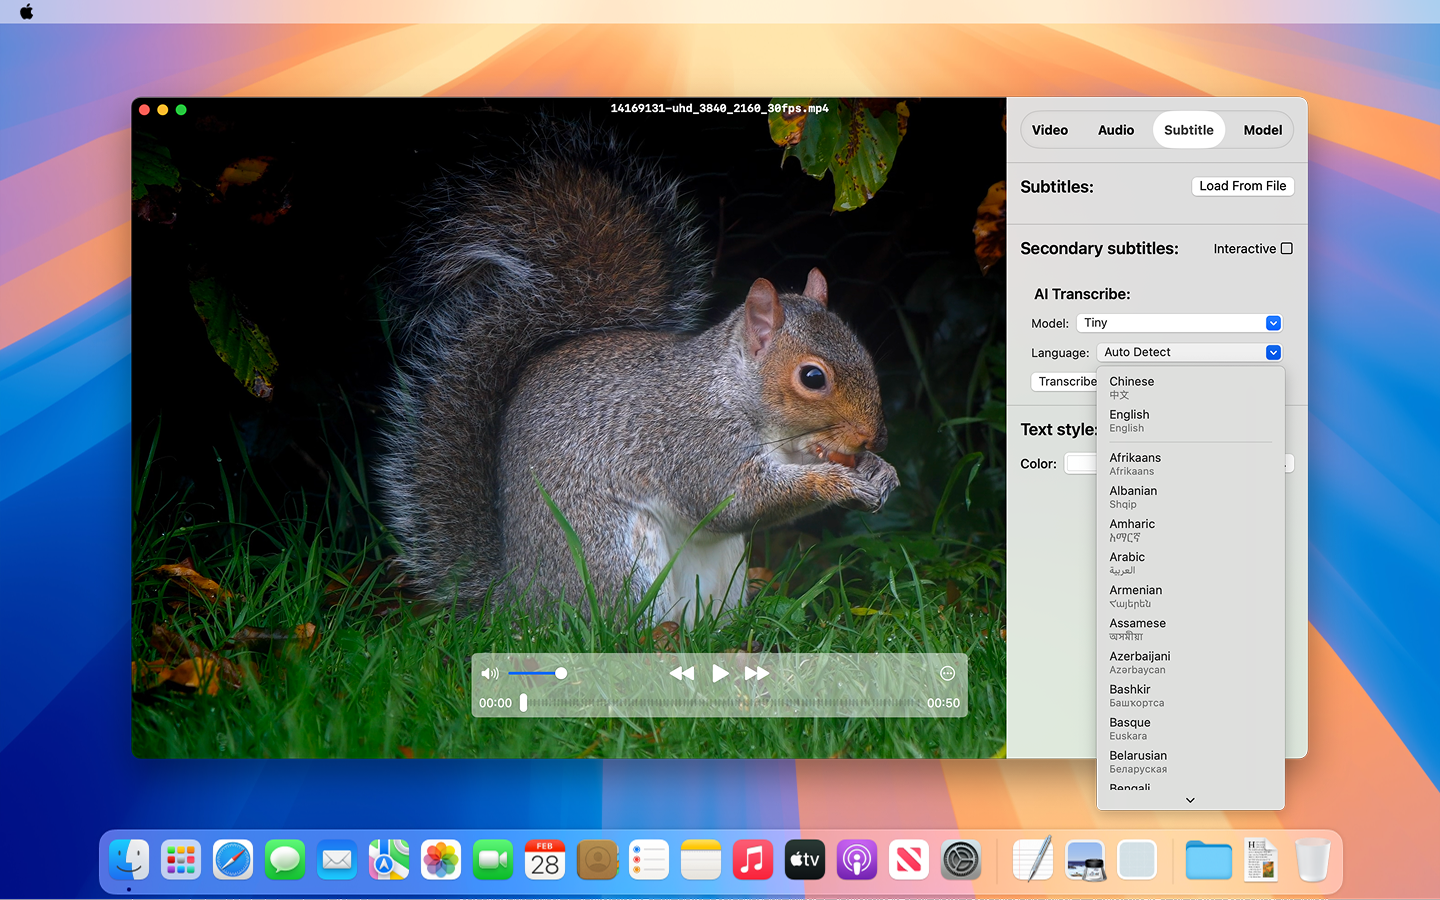 14169131-uhd_3840_2160_30fps.mp4
Video Audio Subtitle Model
Subtitles: Load From File
Secondary subtitles: Interactive
AI Transcribe:
Model: Tiny
Language: Auto Detect
Transcribe
Text style:
Color:
Chinese
中文
English
English
Afrikaans
Afrikaans
Albanian
Shqip
Amharic
አማርኛ
Arabic
العربية
Armenian
Հայերեն
Assamese
অসমীয়া
Azerbaijani
Azərbaycan
Bashkir
Башҡортса
Basque
Euskara
Belarusian
Беларуская
Bengali
00:00 00:50
FEB
28
tv